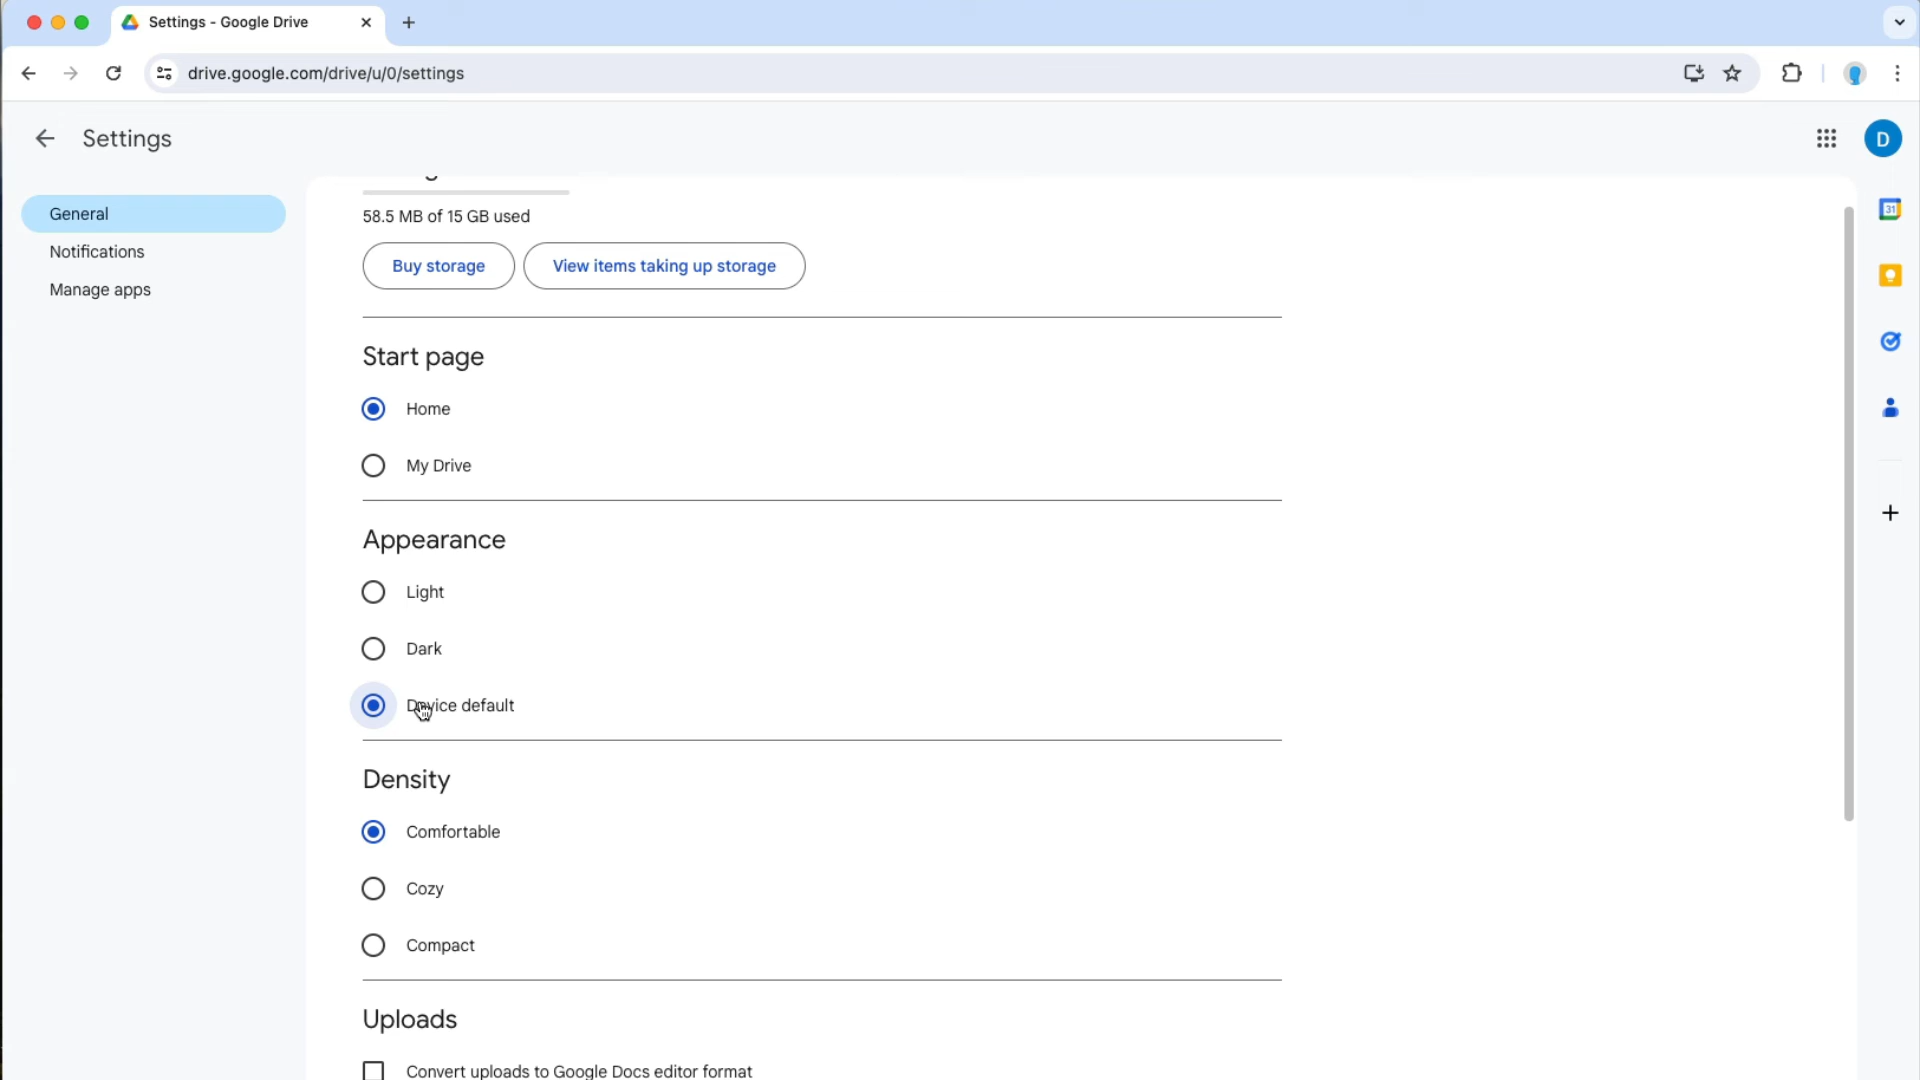 Settings - Google Drive
drive.google.com/drive/u/0/settings
Settings
D
General
Notifications
Manage apps
58.5 MB of 15 GB used
Buy storage
View items taking up storage
Start page
Home
My Drive
Appearance
Light
Dark
Device default
Density
Comfortable
Cozy
Compact
Uploads
Convert uploads to Google Docs editor format
31